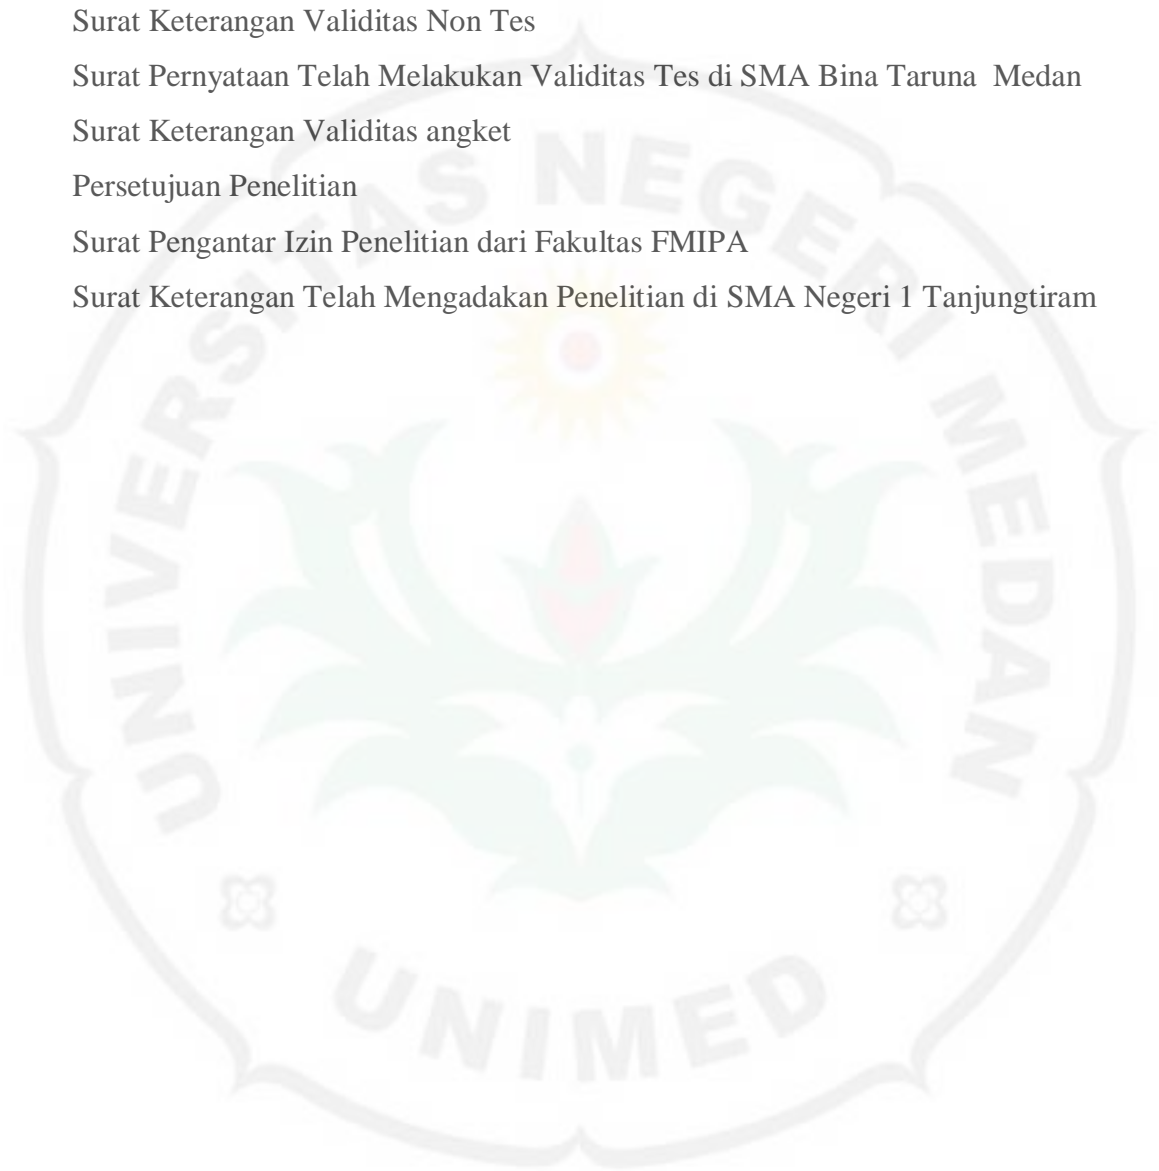 Surat Keterangan Validitas Non Tes
Surat Pernyataan Telah Melakukan Validitas Tes di SMA Bina Taruna  Medan
Surat Keterangan Validitas angket
Persetujuan Penelitian
Surat Pengantar Izin Penelitian dari Fakultas FMIPA
Surat Keterangan Telah Mengadakan Penelitian di SMA Negeri 1 Tanjungtiram
UNIVERSITAS NEGERI MEDAN
UNIMED